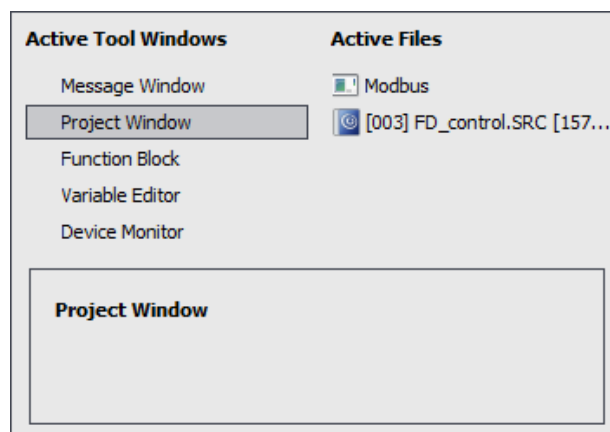 Active Tool Windows
Message Window
Project Window
Function Block
Variable Editor
Device Monitor
Active Files
Modbus
[003] FD_control.SRC [157...
Project Window